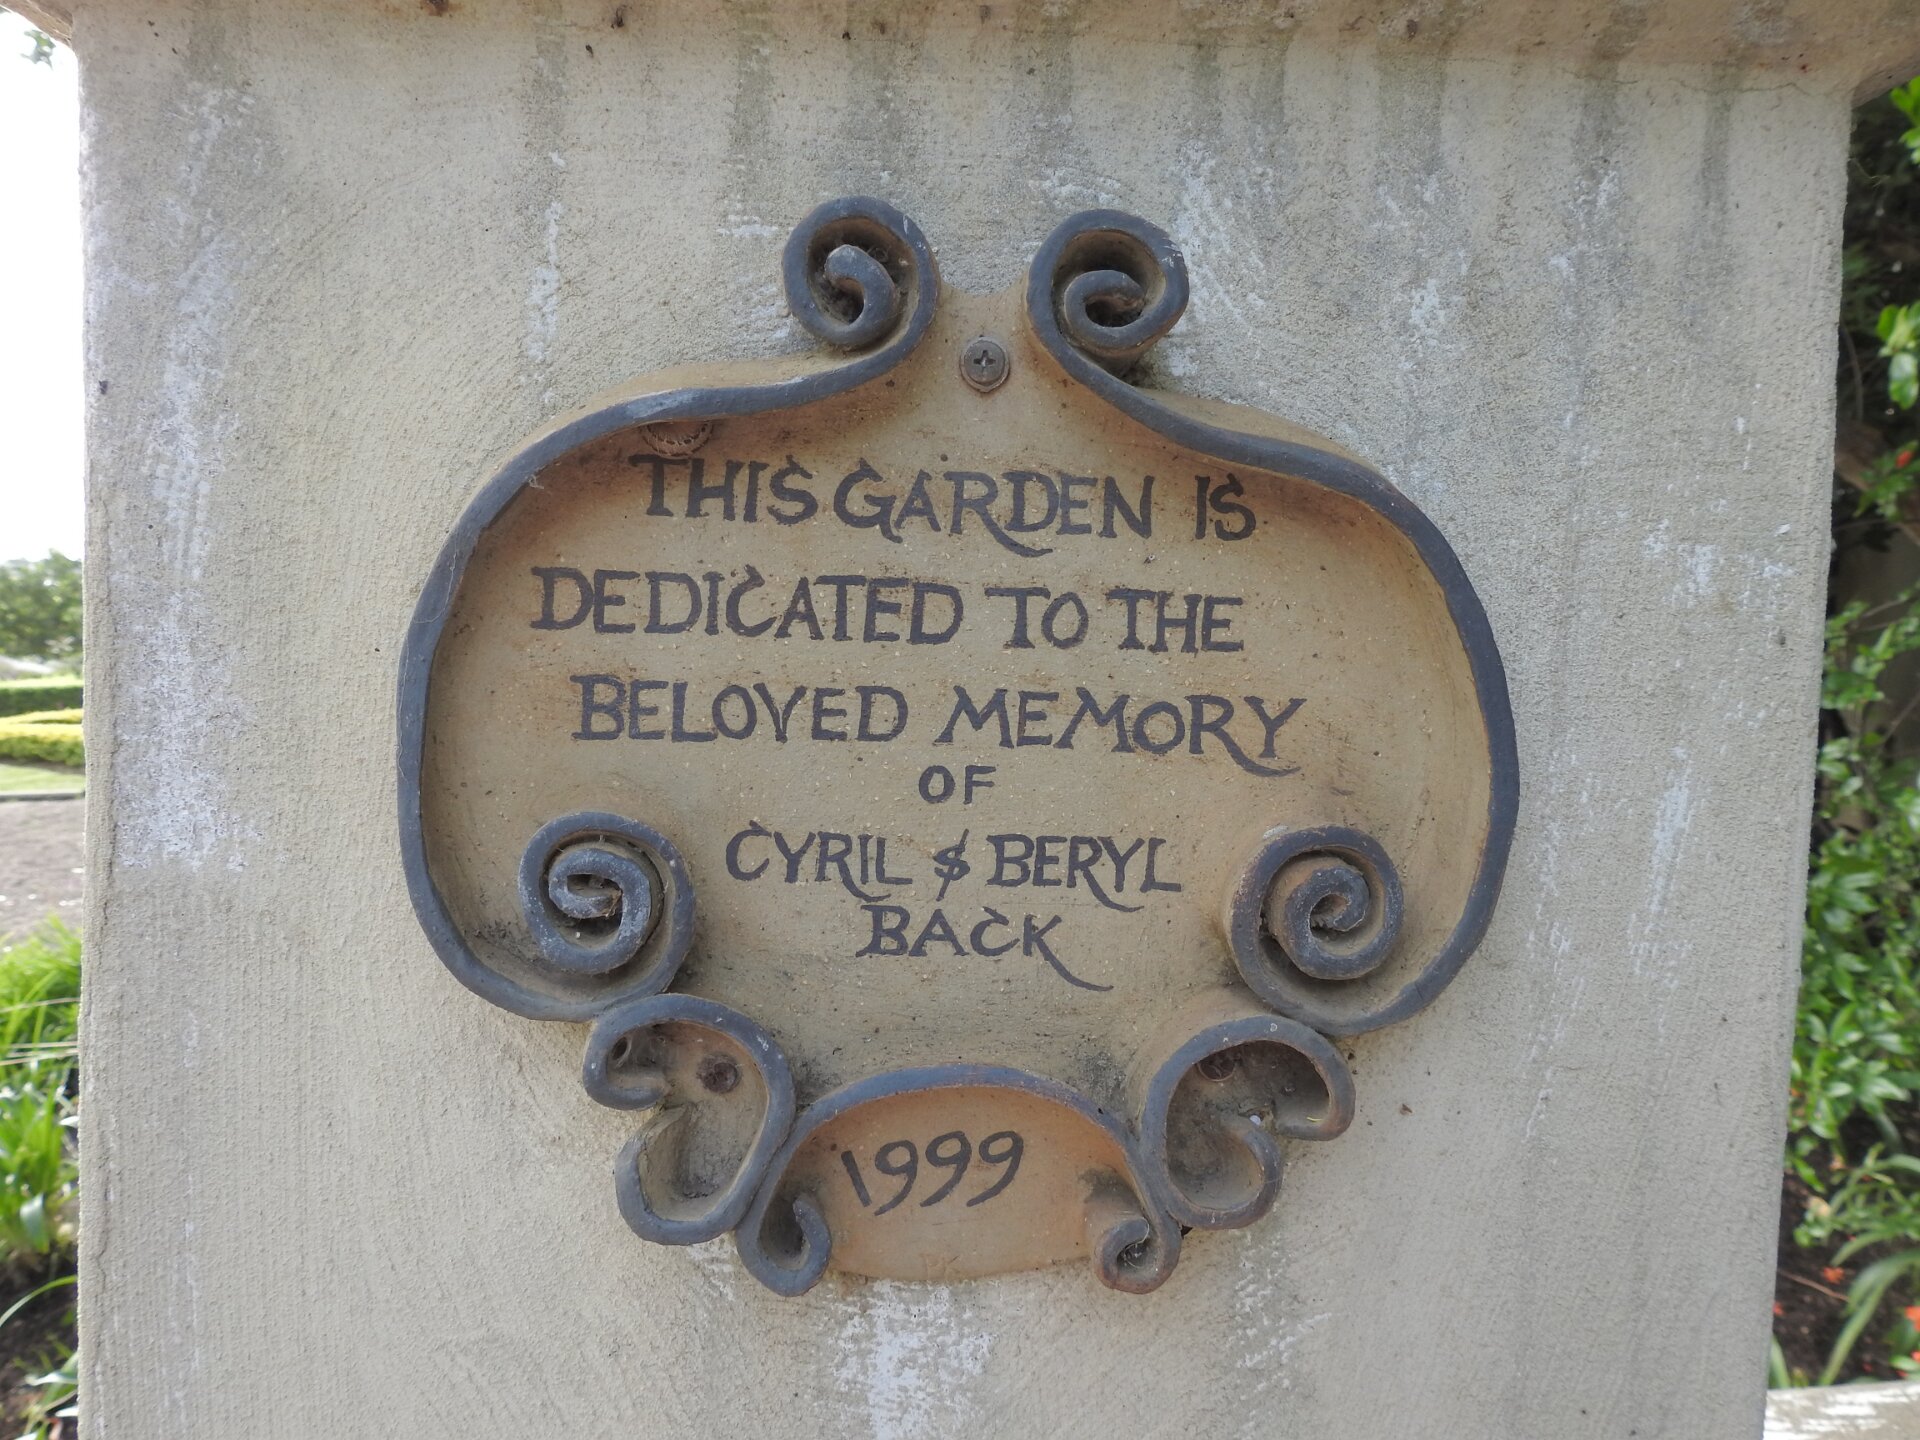 THIS GARDEN IS
DEDICATED TO THE
BELOVED MEMORY
OF
CYRIL & BERYL
BACK
1999